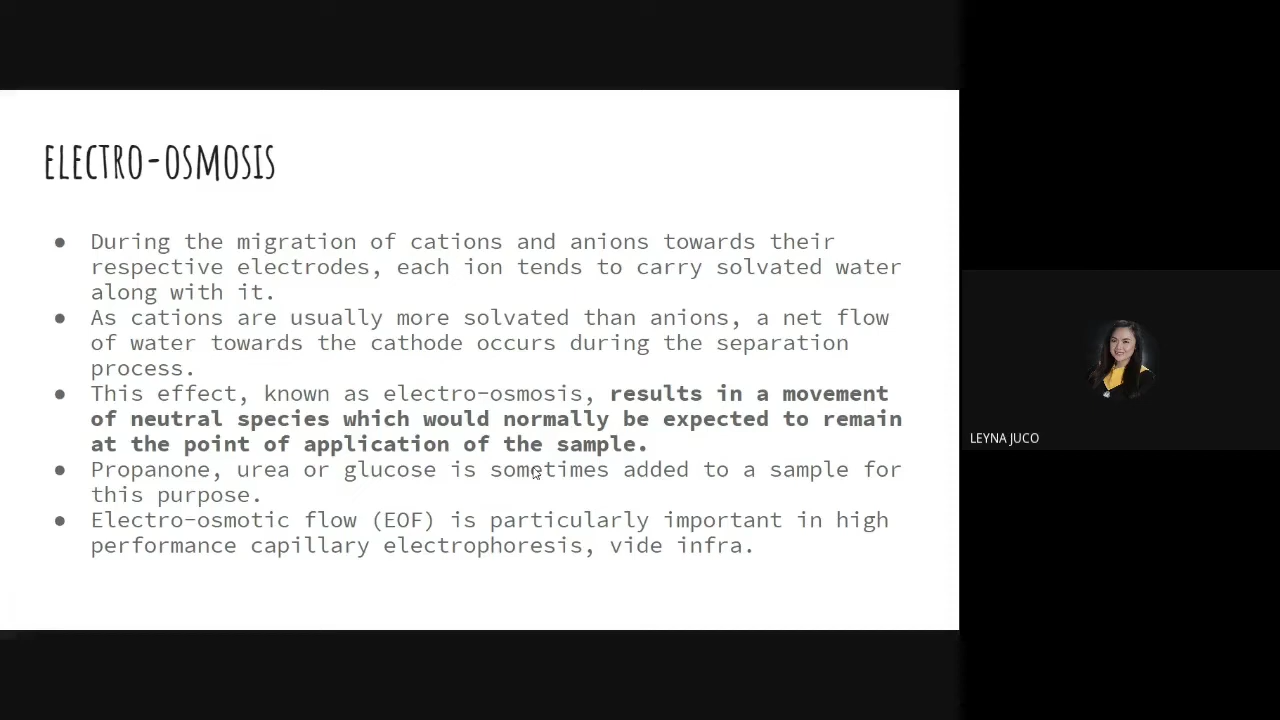 ELECTRO-OSMOSIS
● During the migration of cations and anions towards their
respective electrodes, each ion tends to carry solvated water
along with it.
● As cations are usually more solvated than anions, a net flow
of water towards the cathode occurs during the separation
process.
● This effect, known as electro-osmosis, results in a movement
of neutral species which would normally be expected to remain
at the point of application of the sample.
● Propanone, urea or glucose is sometimes added to a sample for
this purpose.
● Electro-osmotic flow (EOF) is particularly important in high
performance capillary electrophoresis, vide infra.
LEYNA JUCO